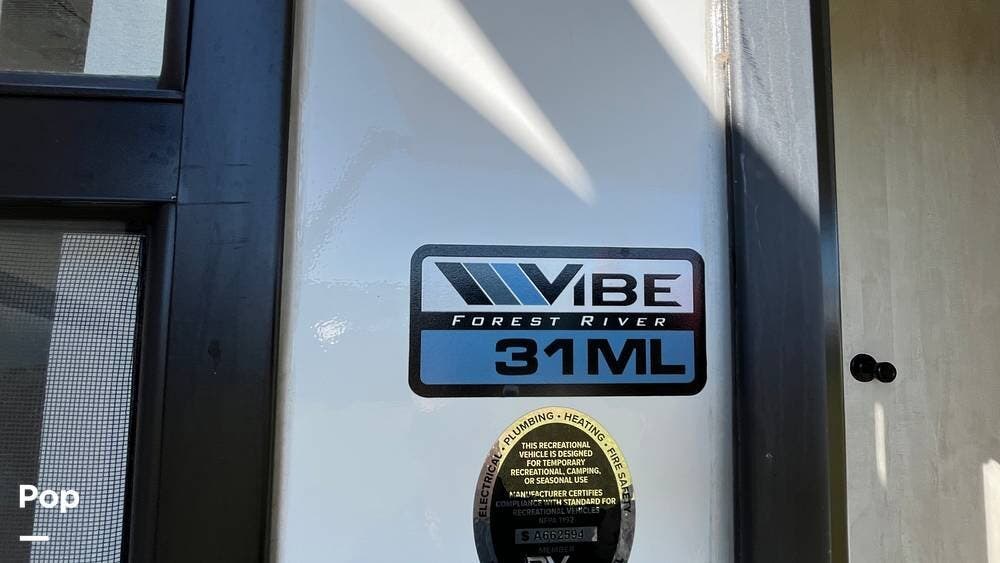 VIBE
FOREST RIVER
31ML
ELECTRICAL • PLUMBING • HEATING • FIRE SAFETY
THIS RECREATIONAL
VEHICLE IS DESIGNED
FOR TEMPORARY
RECREATIONAL, CAMPING,
OR SEASONAL USE
MANUFACTURER CERTIFIES
COMPLIANCE WITH STANDARD FOR
RECREATIONAL VEHICLES
NFPA 1192
S A662594
MEMBER
RV
Pop